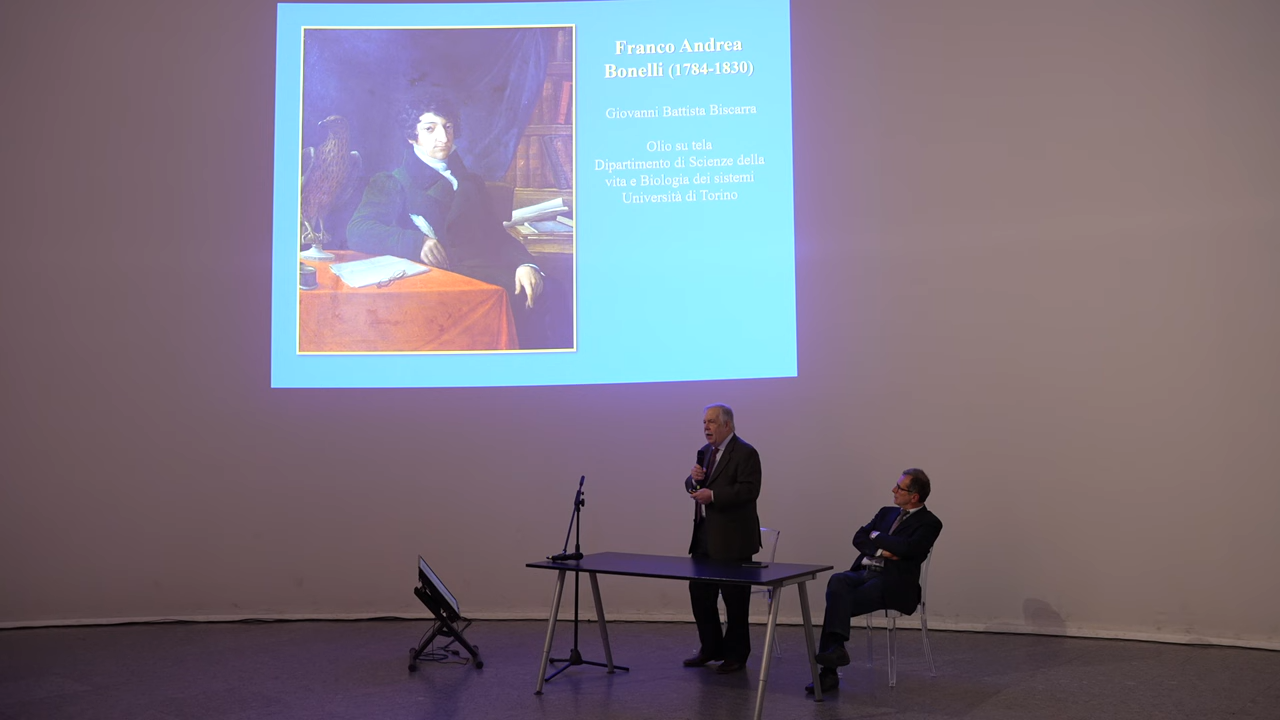 Franco Andrea
Bonelli (1784-1830)
Giovanni Battista Biscarra
Olio su tela
Dipartimento di Scienze della
vita e Biologia dei sistemi
Università di Torino